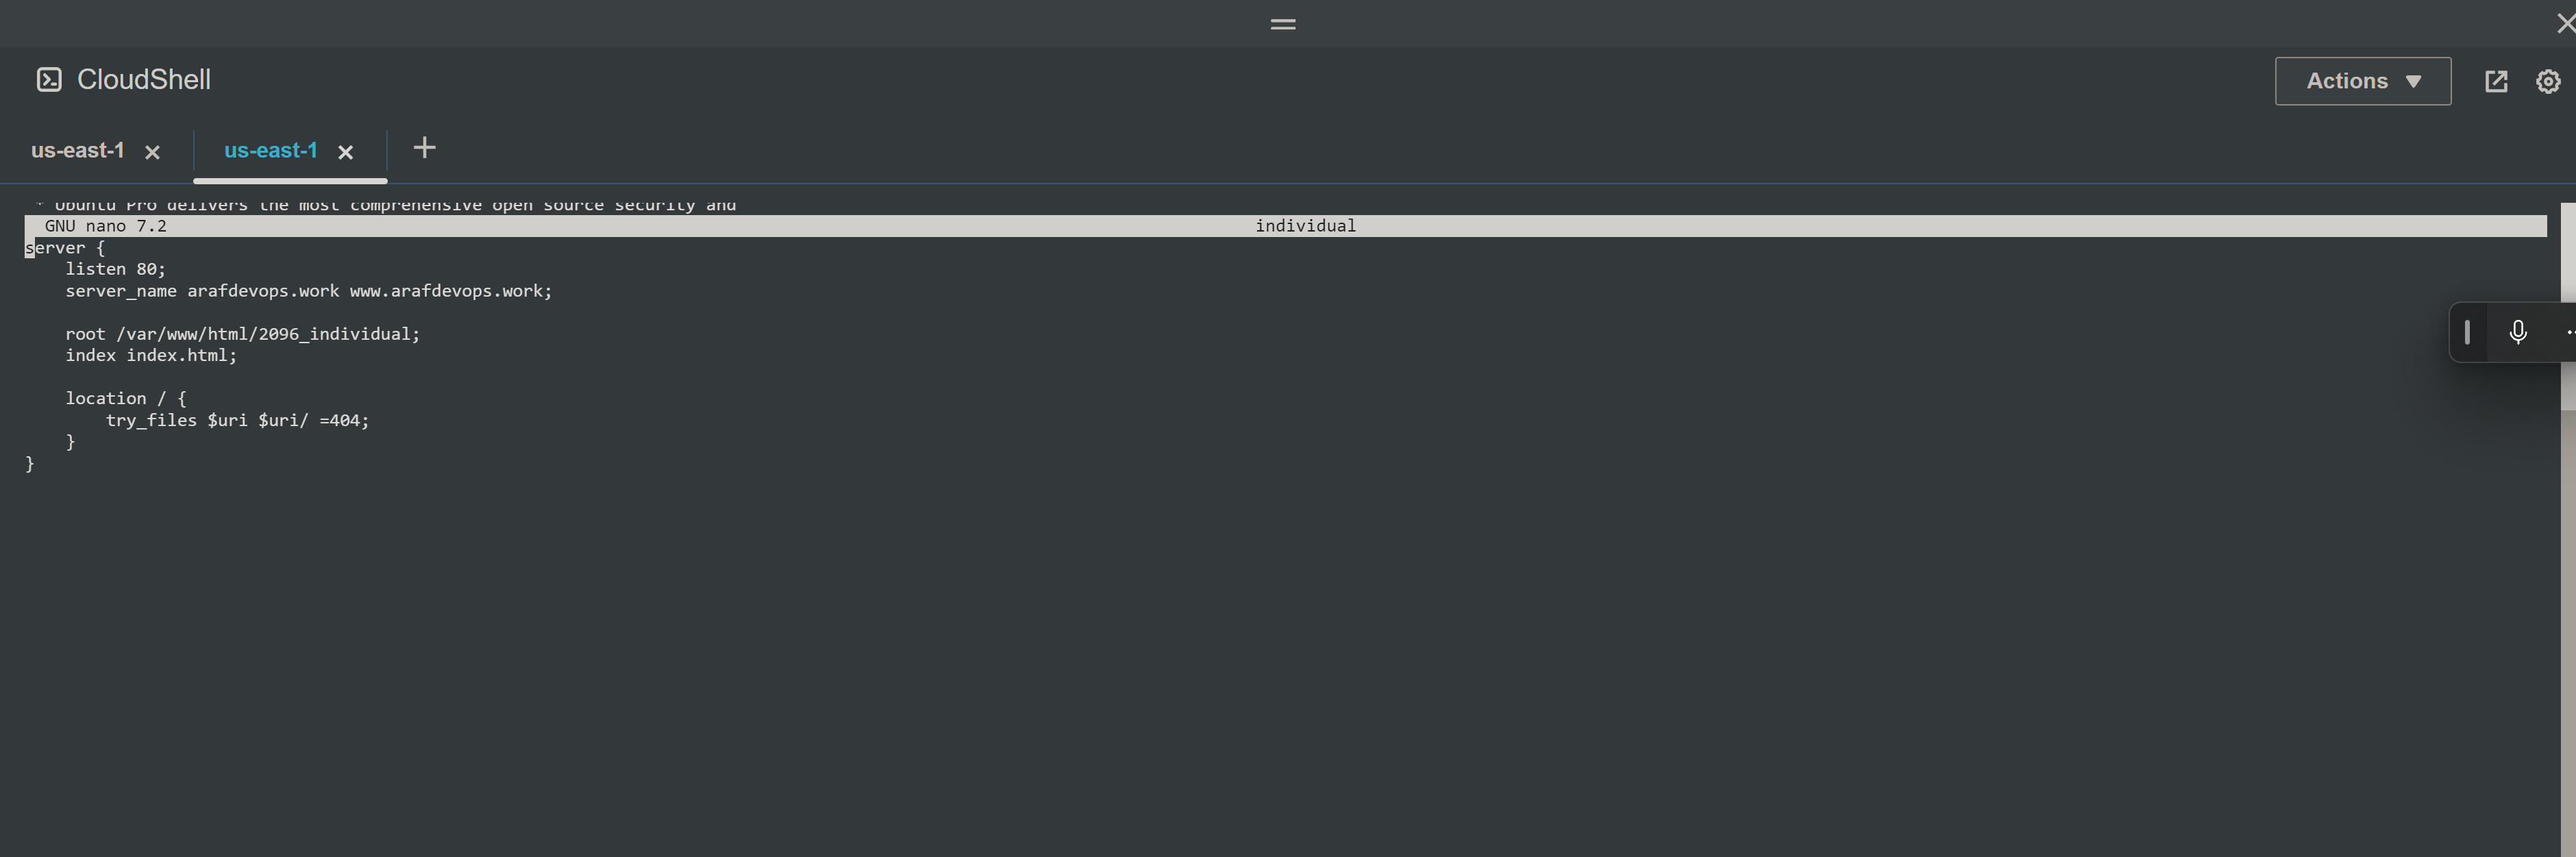 CloudShell
Actions
us-east-1
us-east-1
* Ubuntu Pro delivers the most comprehensive open source security and
GNU nano 7.2 individual
server {
    listen 80;
    server_name arafdevops.work www.arafdevops.work;
    root /var/www/html/2096_individual;
    index index.html;
    location / {
        try_files $uri $uri/ =404;
    }
}